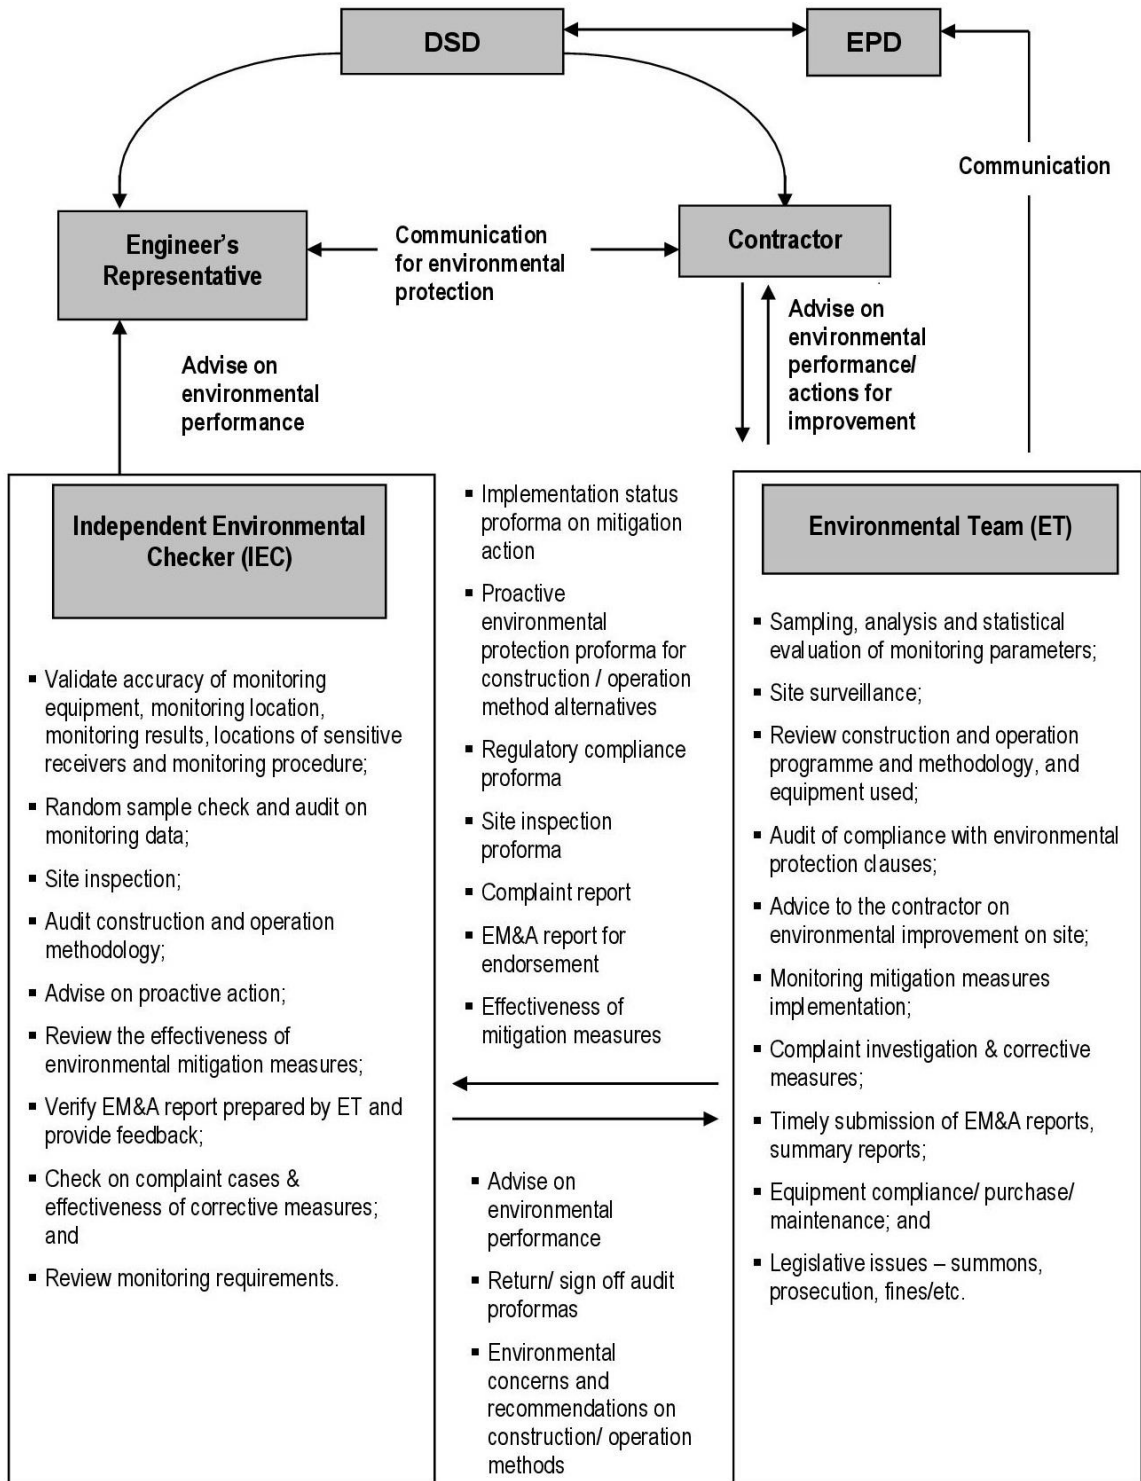 DSD
EPD
Communication
Engineer's
Representative
Communication
for environmental
protection
Contractor
Advise on
environmental
performance
Advise on
environmental
performance/
actions for
improvement
Independent Environmental
Checker (IEC)
▪ Validate accuracy of monitoring
equipment, monitoring location,
monitoring results, locations of sensitive
receivers and monitoring procedure;
▪ Random sample check and audit on
monitoring data;
▪ Site inspection;
▪ Audit construction and operation
methodology;
▪ Advise on proactive action;
▪ Review the effectiveness of
environmental mitigation measures;
▪ Verify EM&A report prepared by ET and
provide feedback;
▪ Check on complaint cases &
effectiveness of corrective measures;
and
▪ Review monitoring requirements.
▪ Implementation status
proforma on mitigation
action
▪ Proactive
environmental
protection proforma for
construction / operation
method alternatives
▪ Regulatory compliance
proforma
▪ Site inspection
proforma
▪ Complaint report
▪ EM&A report for
endorsement
▪ Effectiveness of
mitigation measures
▪ Advise on
environmental
performance
▪ Return/ sign off audit
proformas
▪ Environmental
concerns and
recommendations on
construction/ operation
methods
Environmental Team (ET)
▪ Sampling, analysis and statistical
evaluation of monitoring parameters;
▪ Site surveillance;
▪ Review construction and operation
programme and methodology, and
equipment used;
▪ Audit of compliance with environmental
protection clauses;
▪ Advice to the contractor on
environmental improvement on site;
▪ Monitoring mitigation measures
implementation;
▪ Complaint investigation & corrective
measures;
▪ Timely submission of EM&A reports,
summary reports;
▪ Equipment compliance/ purchase/
maintenance; and
▪ Legislative issues – summons,
prosecution, fines/etc.